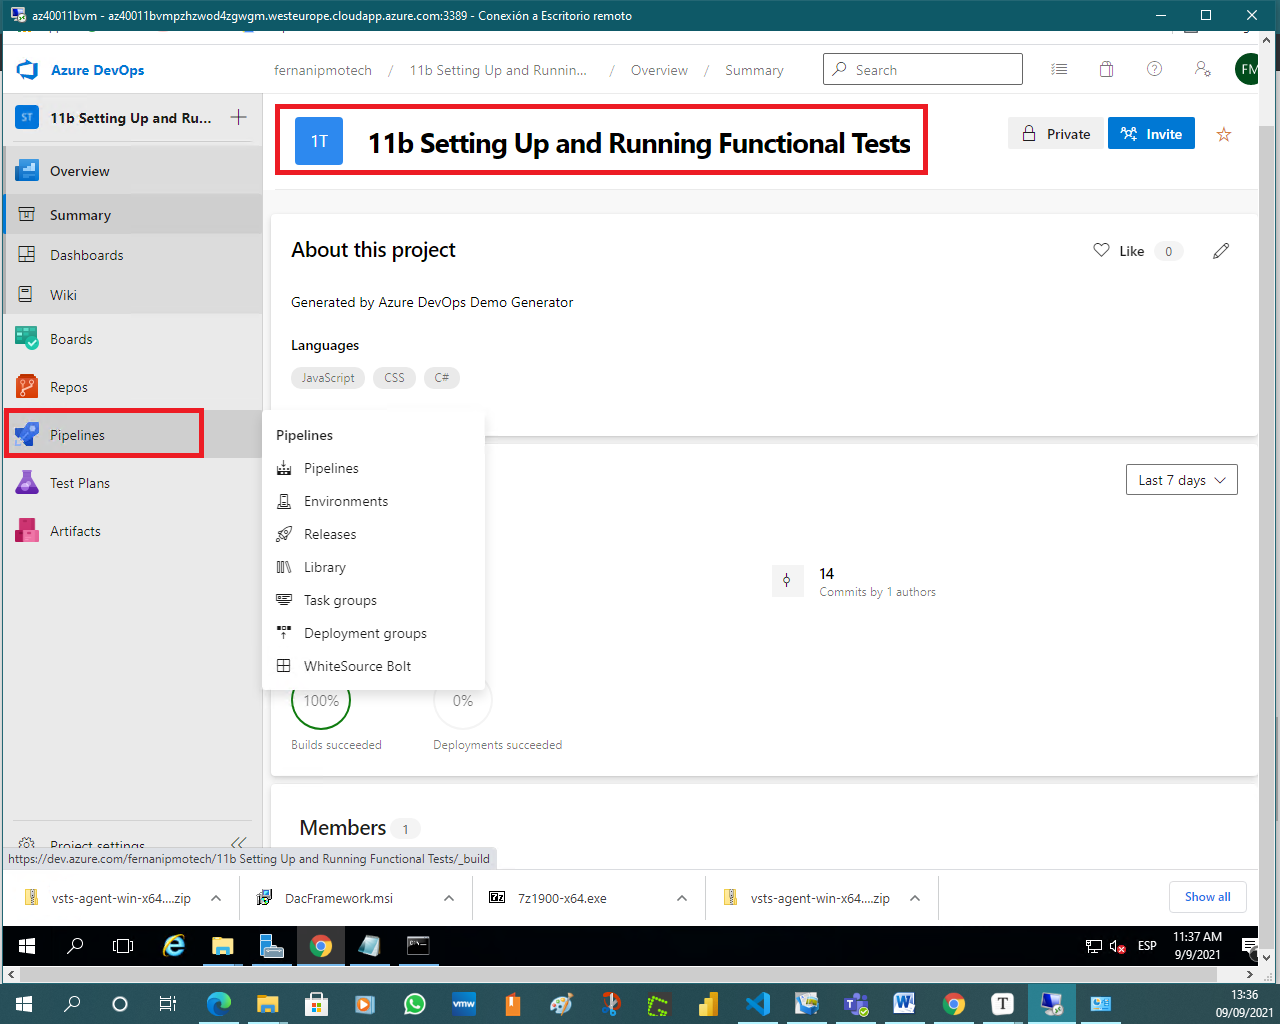 az40011bvm - az40011bvmpzhzwod4zgwgm.westeurope.cloudapp.azure.com:3389 - Conexión a Escritorio remoto
Azure DevOps
fernanipmotech / 11b Setting Up and Runnin... / Overview / Summary
Search
FM
ST 11b Setting Up and Ru...
1T 11b Setting Up and Running Functional Tests
Private
Invite
Overview
Summary
Dashboards
Wiki
Boards
Repos
Pipelines
Test Plans
Artifacts
Project settings
About this project
Like 0
Generated by Azure DevOps Demo Generator
Languages
JavaScript CSS C#
Pipelines
Pipelines
Environments
Releases
Library
Task groups
Deployment groups
WhiteSource Bolt
Last 7 days
14
Commits by 1 authors
100% 0%
Builds succeeded Deployments succeeded
Members 1
https://dev.azure.com/fernanipmotech/11b Setting Up and Running Functional Tests/_build
vsts-agent-win-x64....zip
DacFramework.msi
7z 7z1900-x64.exe
vsts-agent-win-x64....zip
Show all
ESP
11:37 AM
9/9/2021
vmw
T
13:36
09/09/2021